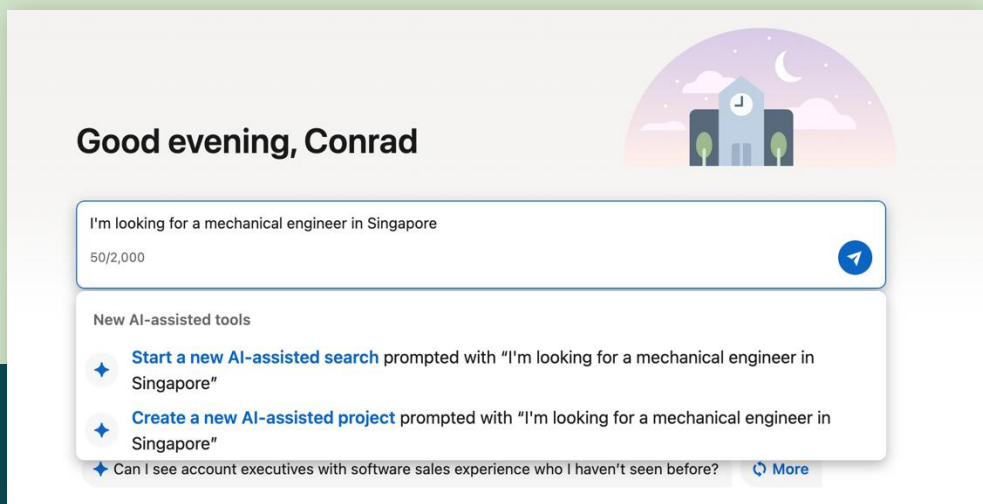 Good evening, Conrad
I'm looking for a mechanical engineer in Singapore
50/2,000
New AI-assisted tools
Start a new AI-assisted search prompted with “I'm looking for a mechanical engineer in
Singapore”
Create a new AI-assisted project prompted with “I'm looking for a mechanical engineer in
Singapore”
Can I see account executives with software sales experience who I haven’t seen before? More